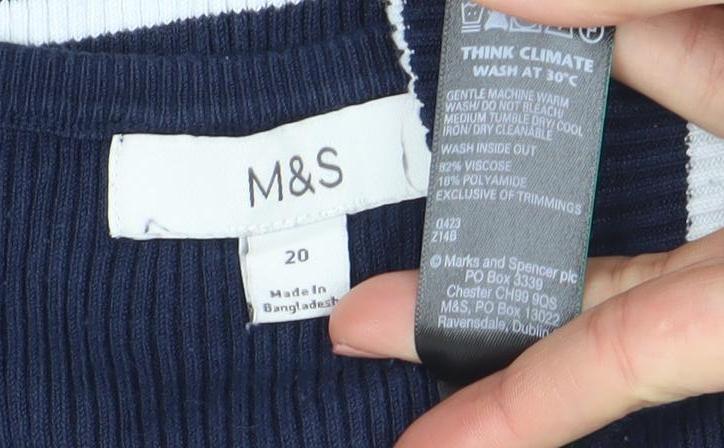 M&S
20
Made in
Bangladesh
THINK CLIMATE
WASH AT 30°C
GENTLE MACHINE WARM
WASH/ DO NOT BLEACH/
MEDIUM TUMBLE DRY/ COOL
IRON/ DRY CLEANABLE
WASH INSIDE OUT
82% VISCOSE
18% POLYAMIDE
EXCLUSIVE OF TRIMMINGS
0423
Z14B
© Marks and Spencer plc
PO Box 3339
Chester CH99 9QS
M&S, PO Box 13022
Ravensdale, Dublin